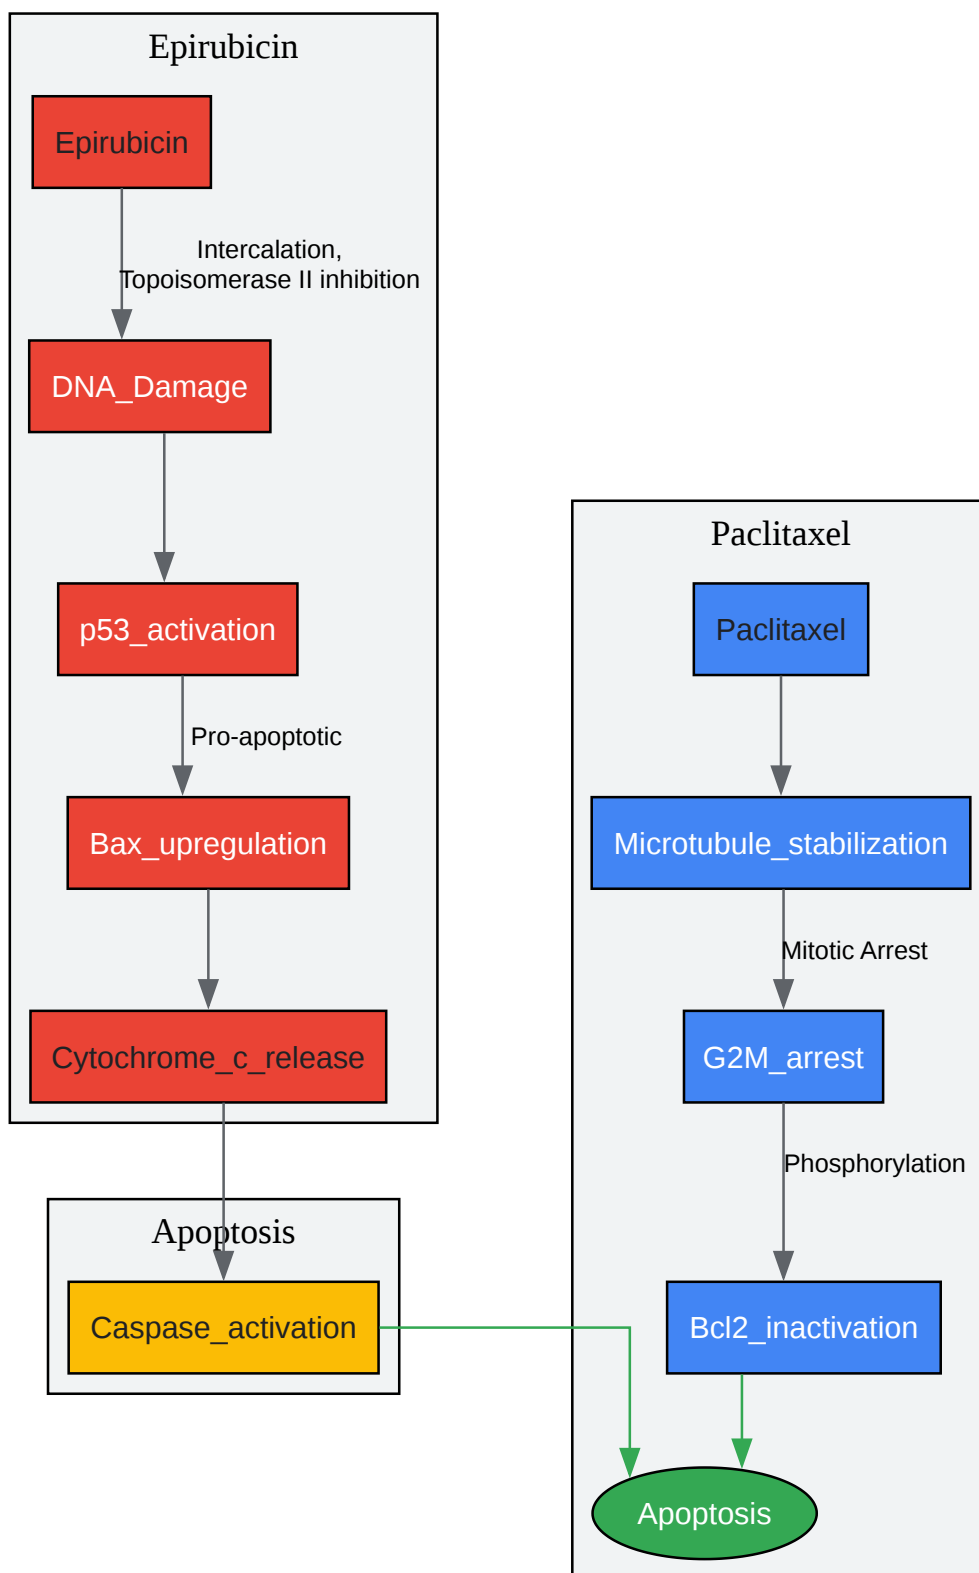 Epirubicin
Epirubicin
Intercalation,
Topoisomerase II inhibition
DNA_Damage
p53_activation
Pro-apoptotic
Bax_upregulation
Cytochrome_c_release
Apoptosis
Caspase_activation
Paclitaxel
Paclitaxel
Microtubule_stabilization
Mitotic Arrest
G2M_arrest
Phosphorylation
Bcl2_inactivation
Apoptosis